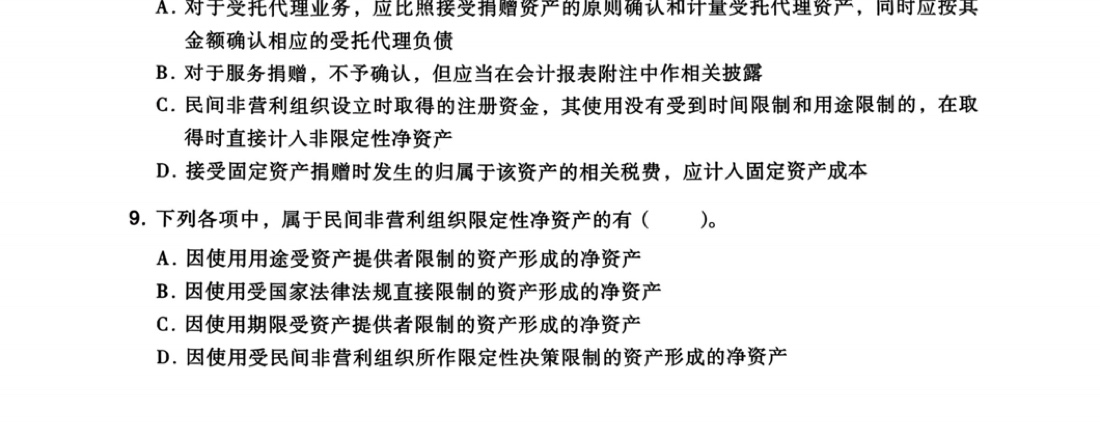 A. 对于受托代理业务，应比照接受捐赠资产的原则确认和计量受托代理资产，同时应按其
金额确认相应的受托代理负债
B. 对于服务捐赠，不予确认，但应当在会计报表附注中作相关披露
C. 民间非营利组织设立时取得的注册资金，其使用没有受到时间限制和用途限制的，在取
得时直接计入非限定性净资产
D. 接受固定资产捐赠时发生的归属于该资产的相关税费，应计入固定资产成本
9. 下列各项中，属于民间非营利组织限定性净资产的有（　　）。
A. 因使用用途受资产提供者限制的资产形成的净资产
B. 因使用受国家法律法规直接限制的资产形成的净资产
C. 因使用期限受资产提供者限制的资产形成的净资产
D. 因使用受民间非营利组织所作限定性决策限制的资产形成的净资产